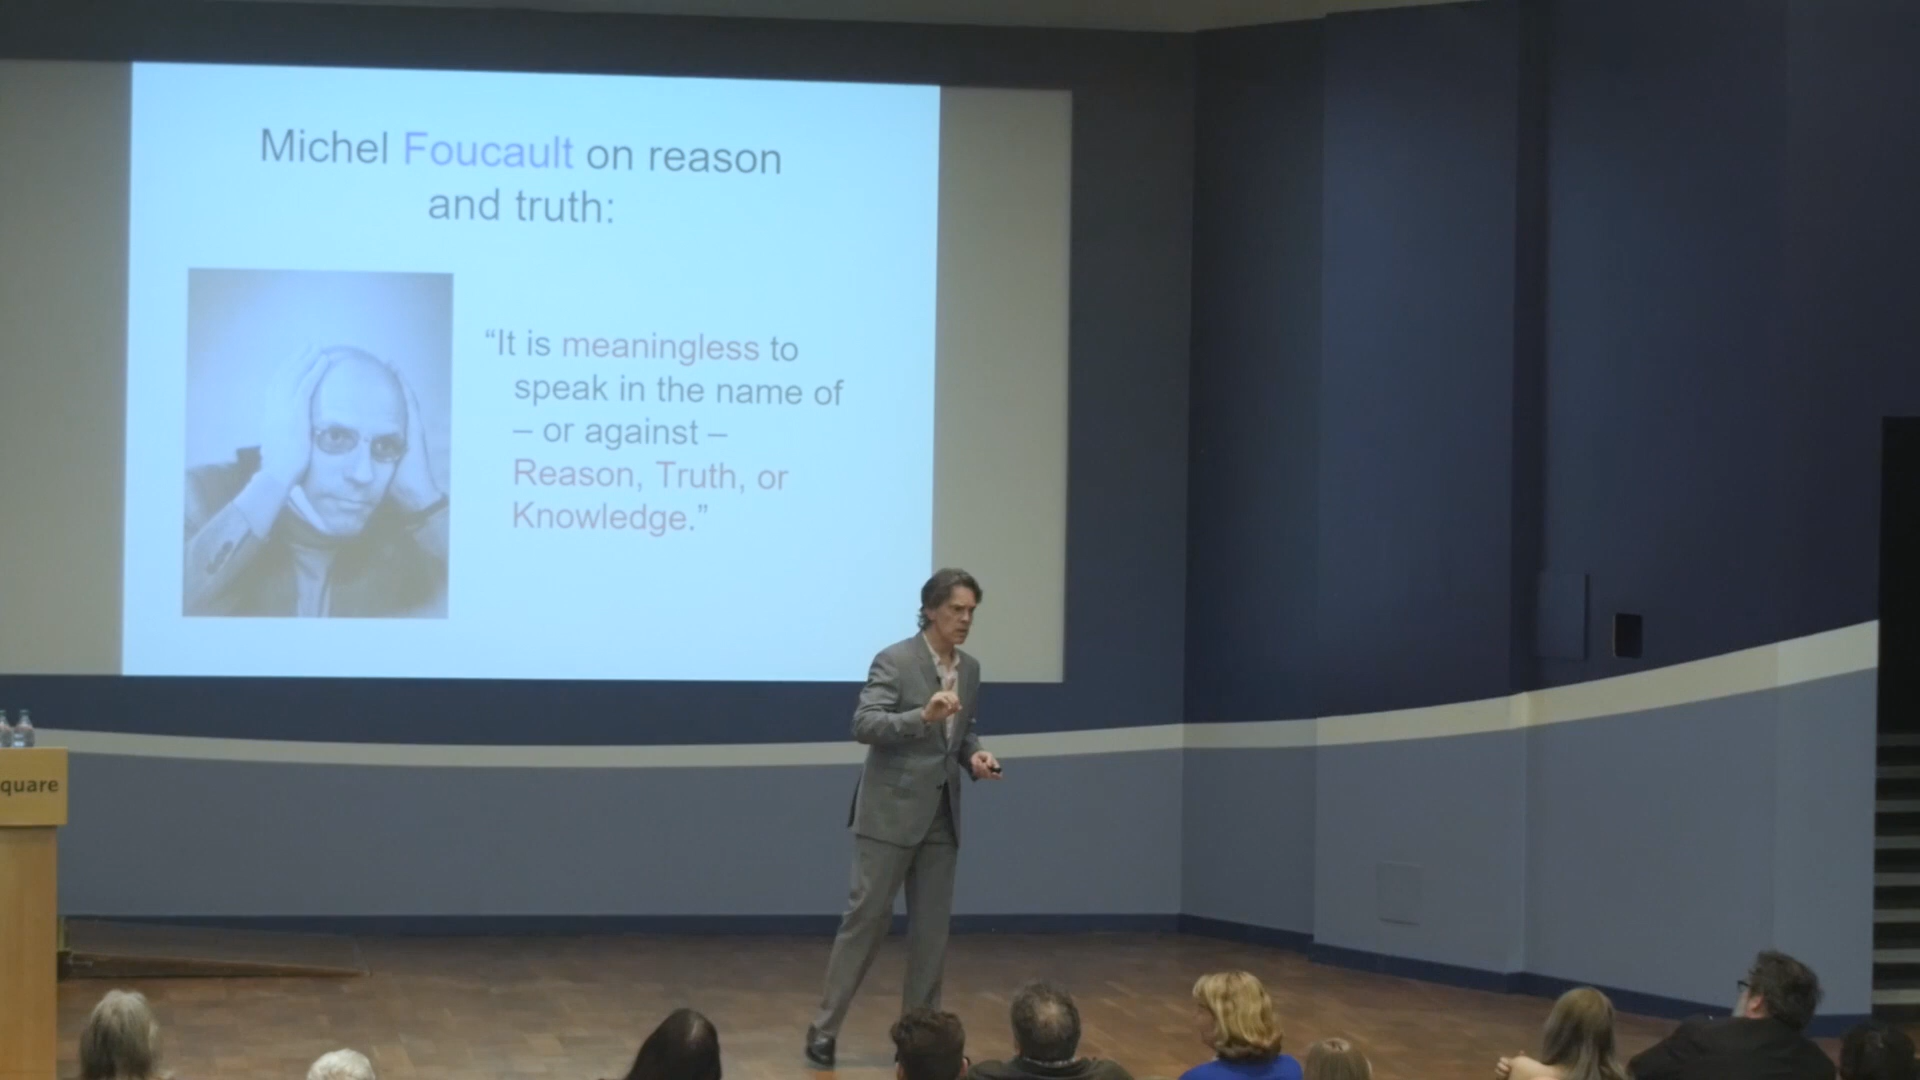 Michel Foucault on reason
and truth:
“It is meaningless to
speak in the name of
– or against –
Reason, Truth, or
Knowledge.”
quare